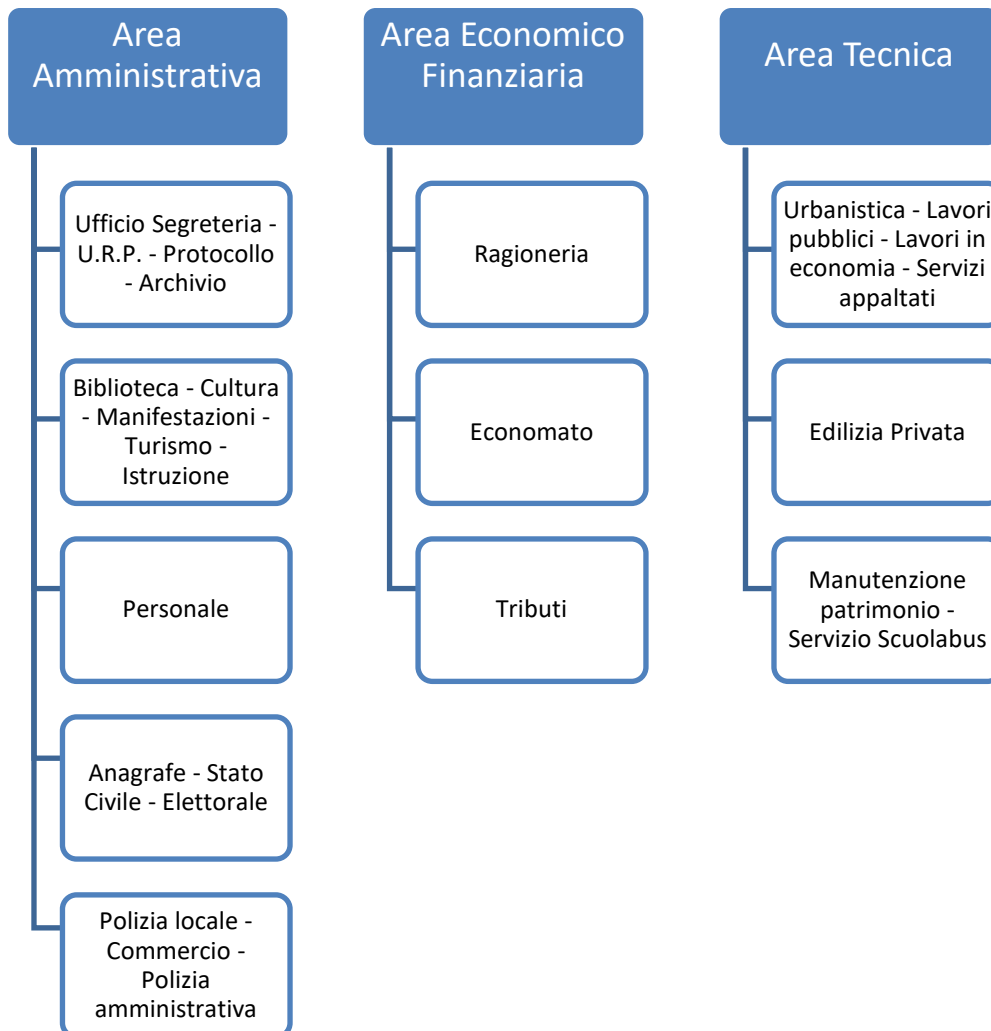 Area
Amministrativa
Ufficio Segreteria -
U.R.P. - Protocollo
- Archivio
Biblioteca - Cultura
- Manifestazioni -
Turismo -
Istruzione
Personale
Anagrafe - Stato
Civile - Elettorale
Polizia locale -
Commercio -
Polizia
amministrativa
Area Economico
Finanziaria
Ragioneria
Economato
Tributi
Area Tecnica
Urbanistica - Lavori
pubblici - Lavori in
economia - Servizi
appaltati
Edilizia Privata
Manutenzione
patrimonio -
Servizio Scuolabus